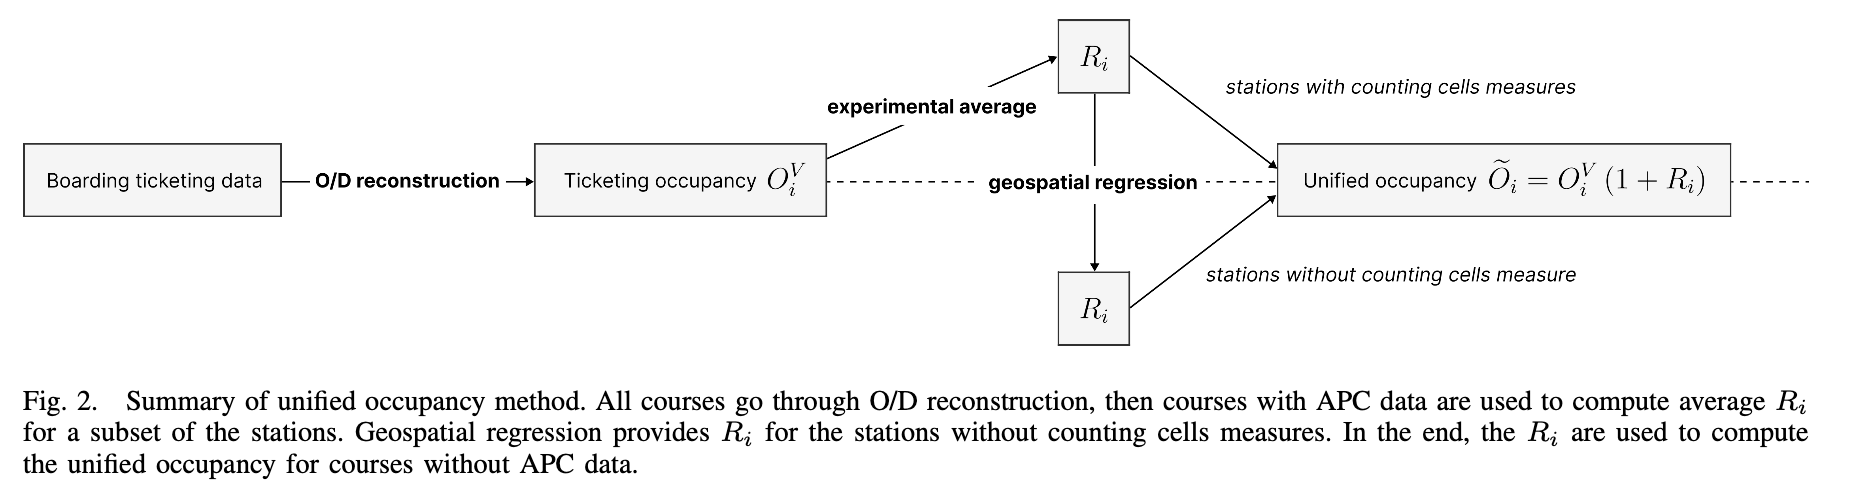 R_i
stations with counting cells measures
experimental average
Boarding ticketing data
O/D reconstruction
Ticketing occupancy O_i^V
geospatial regression
Unified occupancy Õ_i = O_i^V (1 + R_i)
stations without counting cells measure
R_i
Fig. 2. Summary of unified occupancy method. All courses go through O/D reconstruction, then courses with APC data are used to compute average R_i
for a subset of the stations. Geospatial regression provides R_i for the stations without counting cells measures. In the end, the R_i are used to compute
the unified occupancy for courses without APC data.